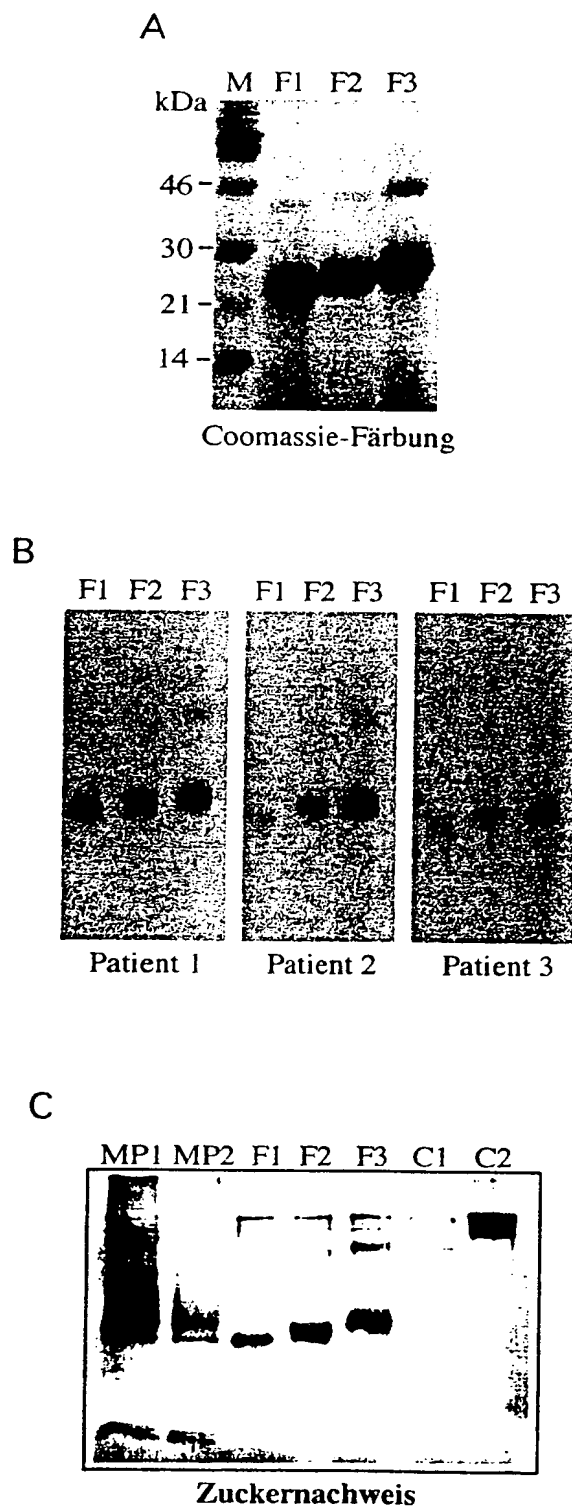 A
M F1 F2 F3
kDa
46
30
21
14
Coomassie-Färbung
B
F1 F2 F3 F1 F2 F3 F1 F2 F3
Patient 1 Patient 2 Patient 3
C
MP1 MP2 F1 F2 F3 C1 C2
Zuckernachweis